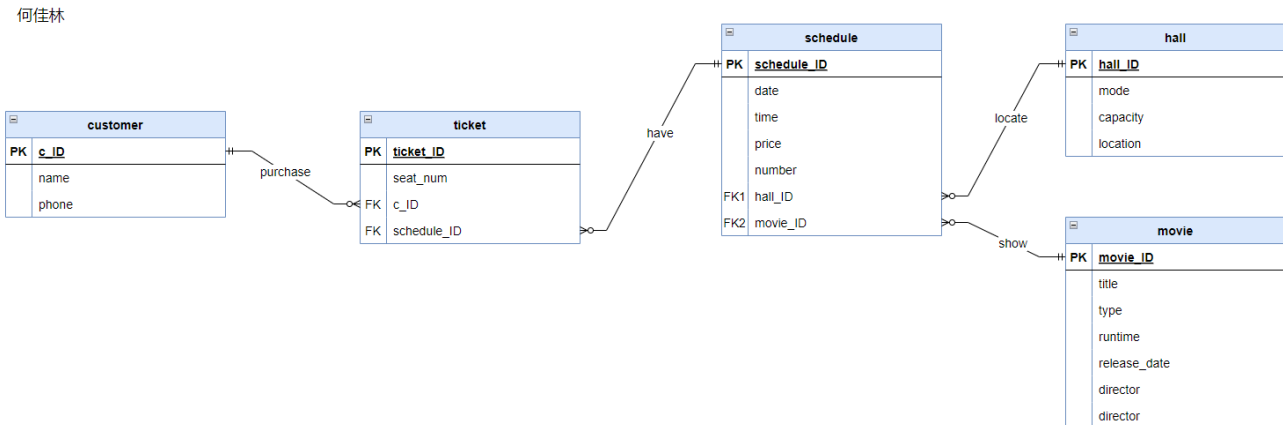 何佳林
customer
PK c_ID
name
phone
purchase
ticket
PK ticket_ID
seat_num
FK c_ID
FK schedule_ID
have
schedule
PK schedule_ID
date
time
price
number
FK1 hall_ID
FK2 movie_ID
locate
show
hall
PK hall_ID
mode
capacity
location
movie
PK movie_ID
title
type
runtime
release_date
director
director